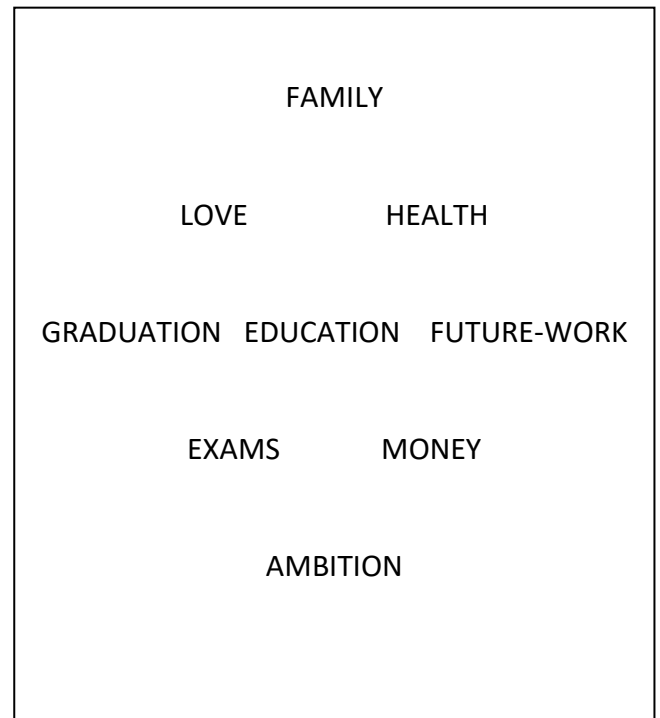 FAMILY
LOVE HEALTH
GRADUATION EDUCATION FUTURE-WORK
EXAMS MONEY
AMBITION